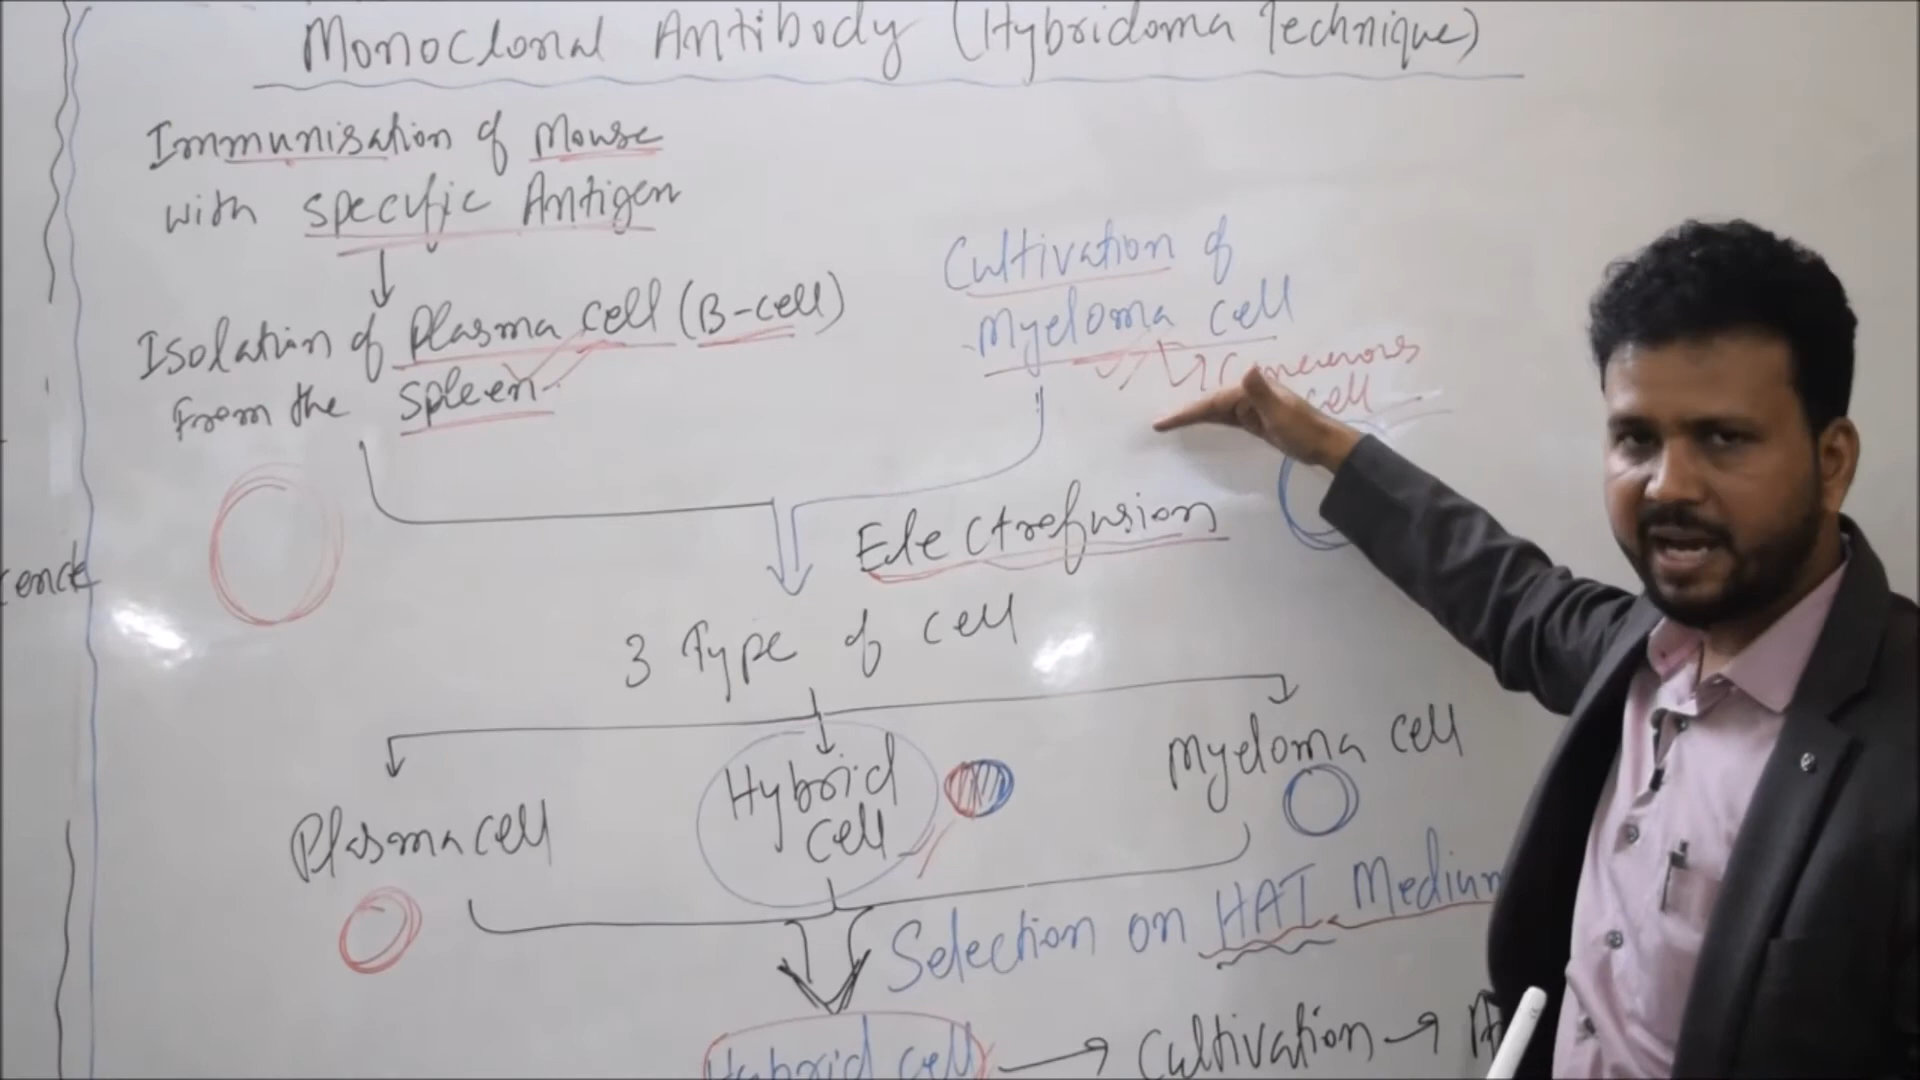 Monoclonal Antibody (Hybridoma Technique)
Immunisation of Mouse
with specific Antigen
Isolation of Plasma cell (B-cell)
From the spleen
Cultivation of
Myeloma cell
cell
Electrofusion
3 Type of cell
Plasma cell
Hybrid
cell
Myeloma cell
Selection on HAT Medium
Hybrid cell → Cultivation →